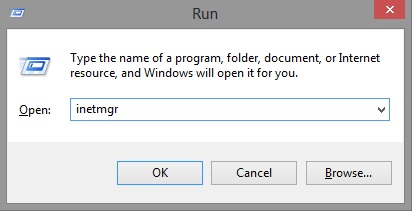 Run
Type the name of a program, folder, document, or Internet
resource, and Windows will open it for you.
Open: inetmgr
OK Cancel Browse...